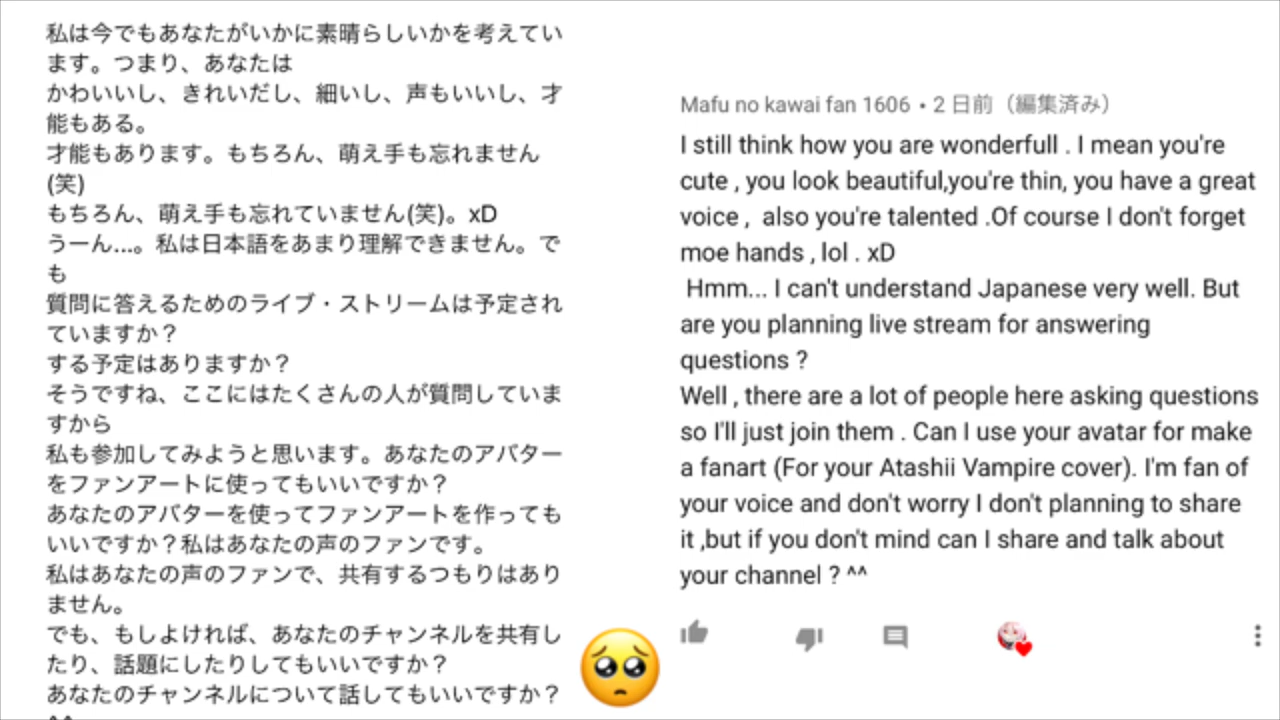 私は今でもあなたがいかに素晴らしいかを考えてい
ます。つまり、あなたは
かわいいし、きれいだし、細いし、声もいいし、才
能もある。
才能もあります。もちろん、萌え手も忘れません
(笑)
もちろん、萌え手も忘れていません(笑)。xD
うーん...。私は日本語をあまり理解できません。で
も
質問に答えるためのライブ・ストリームは予定され
ていますか？
する予定はありますか？
そうですね、ここにはたくさんの人が質問していま
すから
私も参加してみようと思います。あなたのアバター
をファンアートに使ってもいいですか？
あなたのアバターを使ってファンアートを作っても
いいですか？私はあなたの声のファンです。
私はあなたの声のファンで、共有するつもりはあり
ません。
でも、もしよければ、あなたのチャンネルを共有し
たり、話題にしたりしてもいいですか？
あなたのチャンネルについて話してもいいですか？
^^
Mafu no kawai fan 1606 • 2 日前（編集済み）
I still think how you are wonderfull . I mean you're
cute , you look beautiful,you're thin, you have a great
voice ,  also you're talented .Of course I don't forget
moe hands , lol . xD
Hmm... I can't understand Japanese very well. But
are you planning live stream for answering
questions ?
Well , there are a lot of people here asking questions
so I'll just join them . Can I use your avatar for make
a fanart (For your Atashii Vampire cover). I'm fan of
your voice and don't worry I don't planning to share
it ,but if you don't mind can I share and talk about
your channel ? ^^